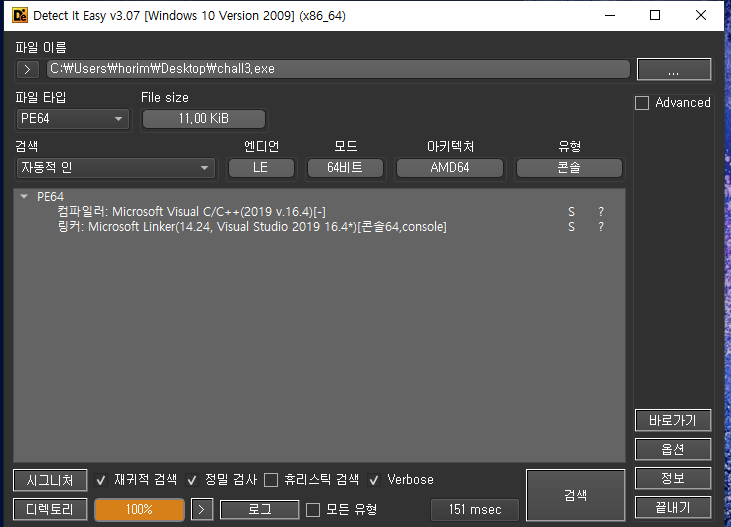 Detect It Easy v3.07 [Windows 10 Version 2009] (x86_64)
파일 이름
> C:₩Users₩horim₩Desktop₩chall3.exe ...
파일 타입 File size
PE64 11,00 KiB Advanced
검색 엔디언 모드 아키텍처 유형
자동적 인 LE 64비트 AMD64 콘솔
PE64
컴파일러: Microsoft Visual C/C++(2019 v.16.4)[-] S ?
링커: Microsoft Linker(14.24, Visual Studio 2019 16.4*)[콘솔64,console] S ?
바로가기
옵션
시그니처 재귀적 검색 정밀 검사 휴리스틱 검색 Verbose 검색 정보
디렉토리 100% > 로그 모든 유형 151 msec 끝내기